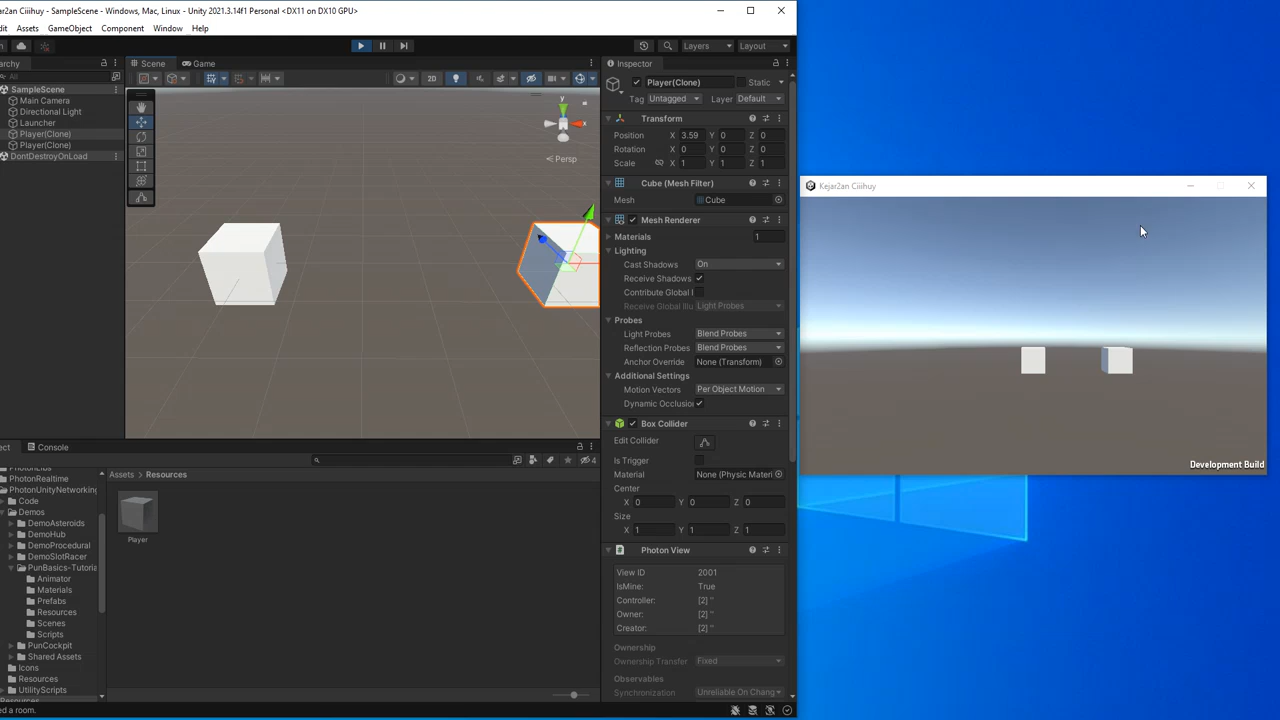 ar2an Ciiihuy - SampleScene - Windows, Mac, Linux - Unity 2021.3.14f1 Personal <DX11 on DX10 GPU>
dit Assets GameObject Component Window Help
Layers Layout
archy
All
Scene Game
2D
Inspector
SampleScene
Main Camera
Directional Light
Launcher
Player(Clone)
Player(Clone)
DontDestroyOnLoad
y
x
Persp
Player(Clone) Static
Tag Untagged Layer Default
Transform
Position X 3.59 Y 0 Z 0
Rotation X 0 Y 0 Z 0
Scale X 1 Y 1 Z 1
Cube (Mesh Filter)
Mesh Cube
Mesh Renderer
Materials 1
Lighting
Cast Shadows On
Receive Shadows
Contribute Global I
Receive Global Illu Light Probes
Probes
Light Probes Blend Probes
Reflection Probes Blend Probes
Anchor Override None (Transform)
Additional Settings
Motion Vectors Per Object Motion
Dynamic Occlusio
Box Collider
Edit Collider
Is Trigger
Material None (Physic Materi
Center
X 0 Y 0 Z 0
Size
X 1 Y 1 Z 1
Photon View
View ID 2001
IsMine: True
Controller: [2] ''
Owner: [2] ''
Creator: [2] ''
Ownership
Ownership Transfer Fixed
Observables
Synchronization Unreliable On Chang
Kejar2an Ciiihuy
Development Build
ect Console
4
PhotonLibs
PhotonRealtime
PhotonUnityNetworking
Code
Demos
DemoAsteroids
DemoHub
DemoProcedural
DemoSlotRacer
PunBasics-Tutoria
Animator
Materials
Prefabs
Resources
Scenes
Scripts
PunCockpit
Shared Assets
Icons
Resources
UtilityScripts
Resources
Assets Resources
Player
ed a room.